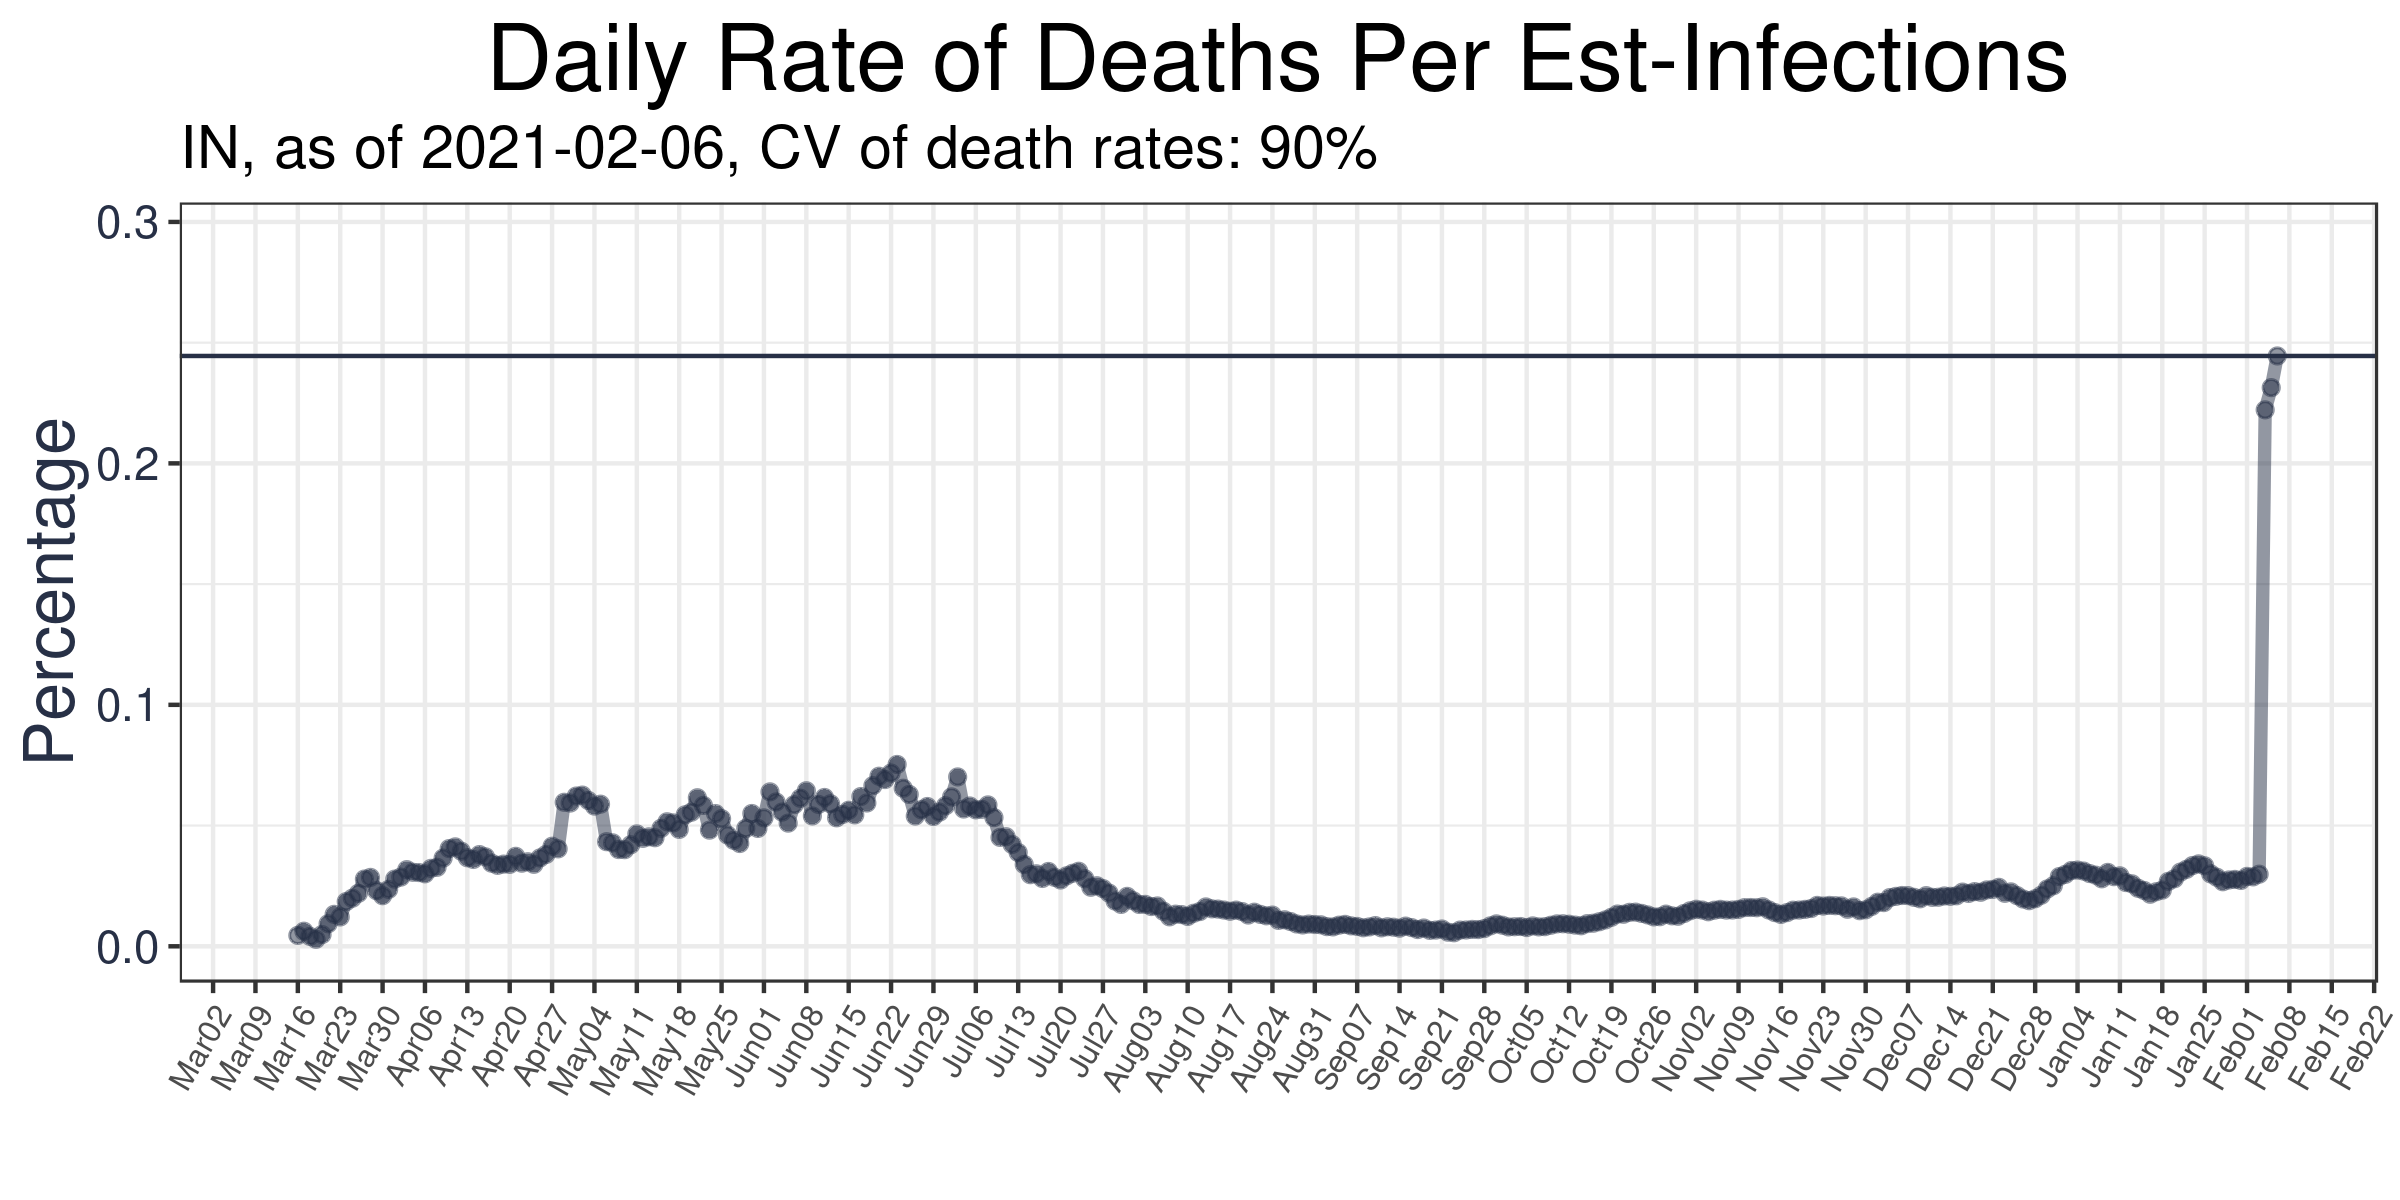 Daily Rate of Deaths Per Est-Infections
IN, as of 2021-02-06, CV of death rates: 90%
Percentage
0.3
0.2
0.1
0.0
Mar02
Mar09
Mar16
Mar23
Mar30
Apr06
Apr13
Apr20
Apr27
May04
May11
May18
May25
Jun01
Jun08
Jun15
Jun22
Jun29
Jul06
Jul13
Jul20
Jul27
Aug03
Aug10
Aug17
Aug24
Aug31
Sep07
Sep14
Sep21
Sep28
Oct05
Oct12
Oct19
Oct26
Nov02
Nov09
Nov16
Nov23
Nov30
Dec07
Dec14
Dec21
Dec28
Jan04
Jan11
Jan18
Jan25
Feb01
Feb08
Feb15
Feb22